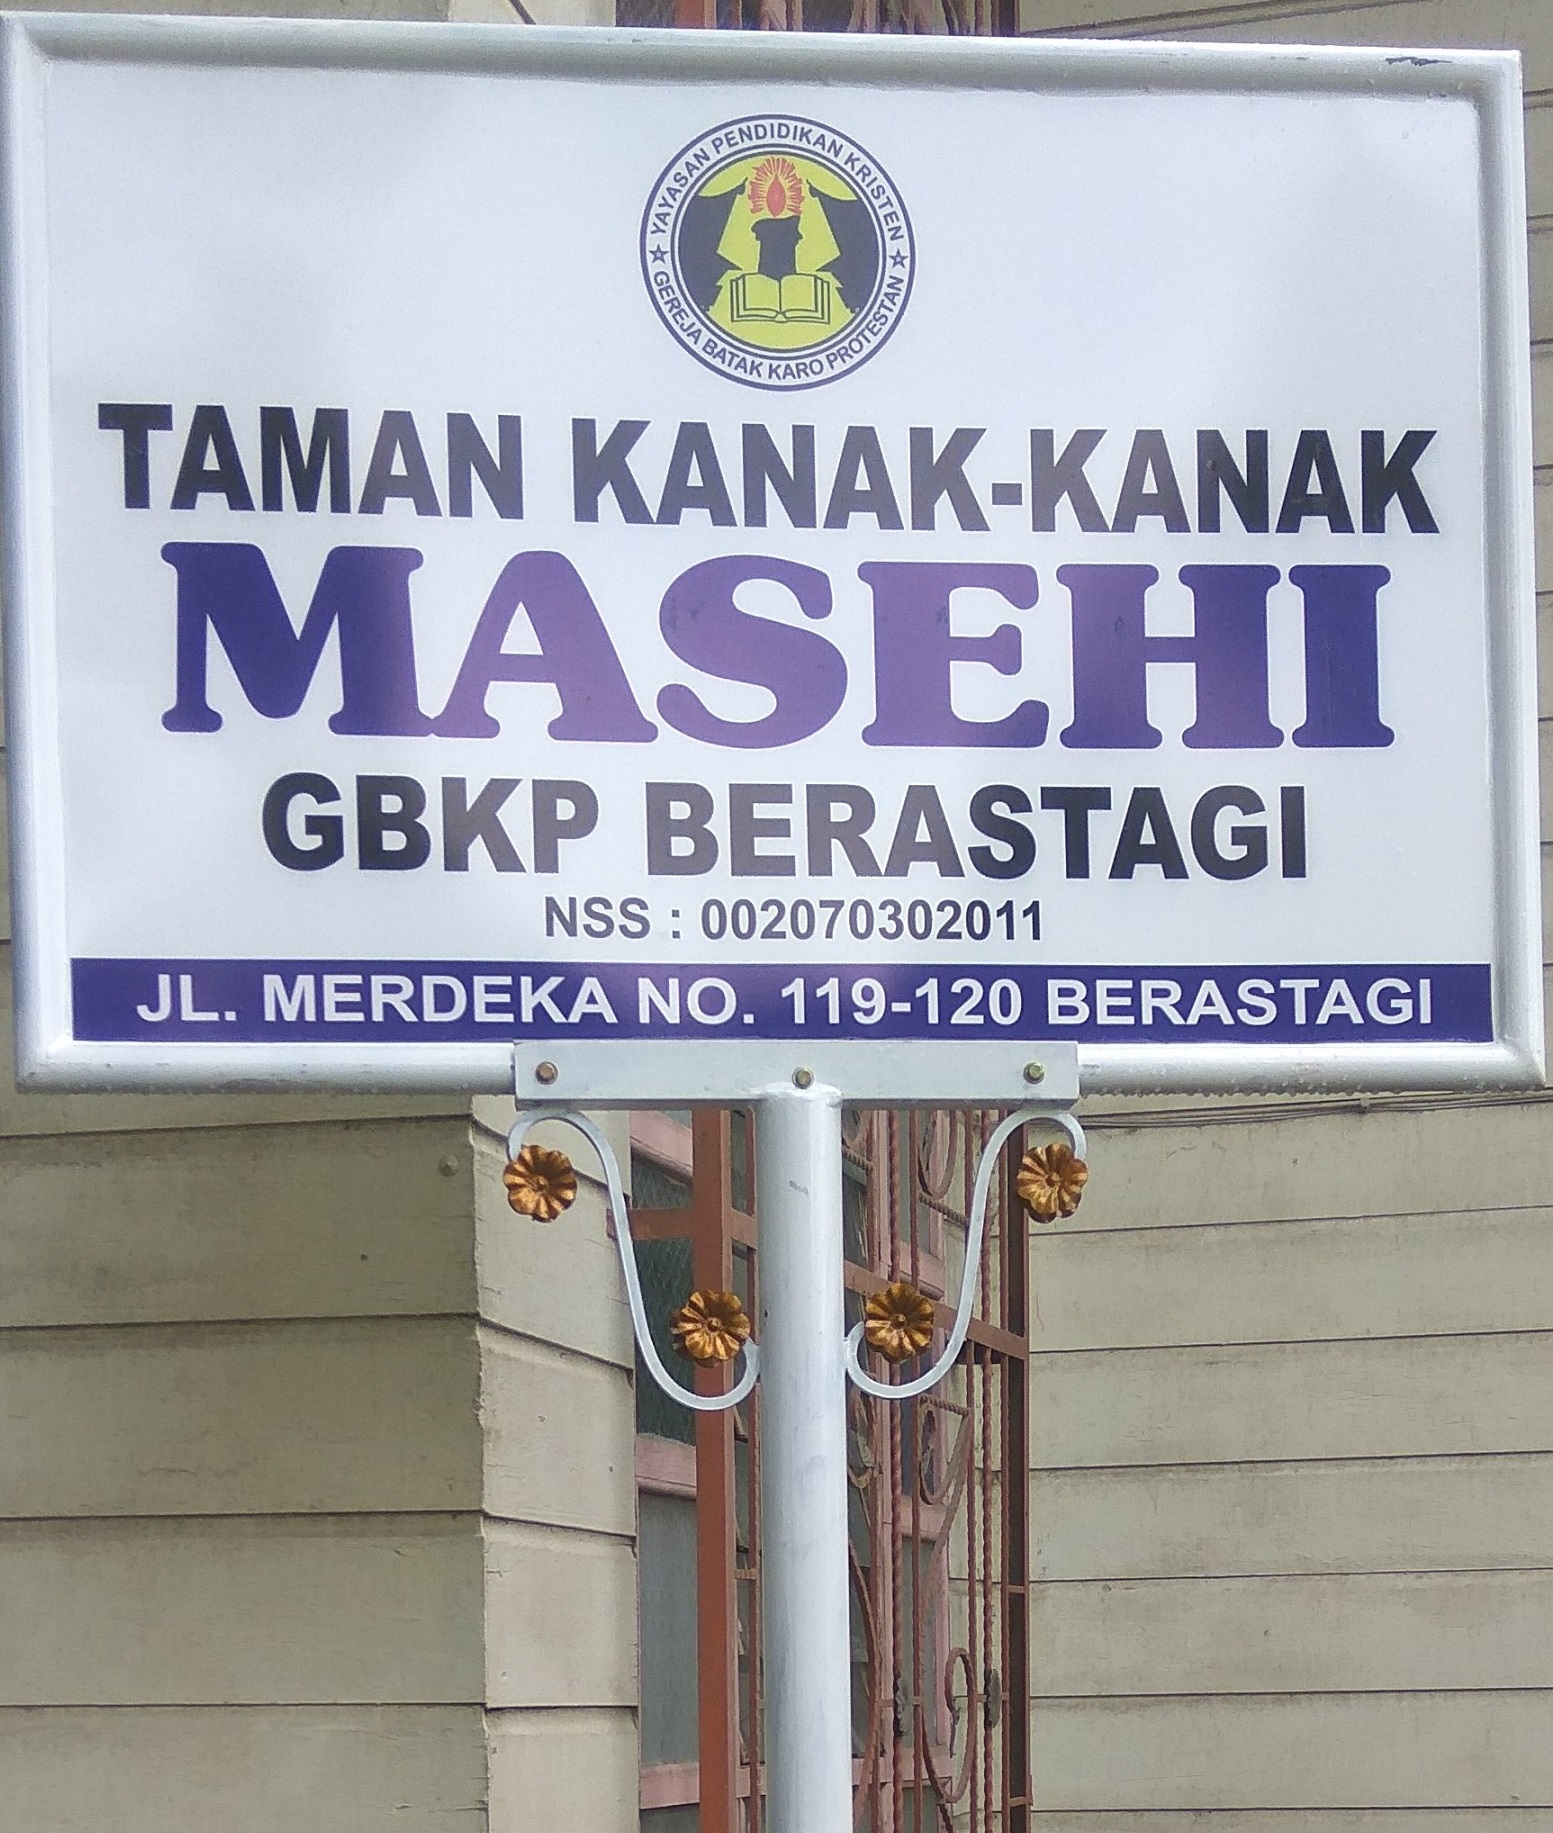 YAYASAN PENDIDIKAN KRISTEN
GEREJA BATAK KARO PROTESTAN
TAMAN KANAK-KANAK
MASEHI
GBKP BERASTAGI
NSS : 002070302011
JL. MERDEKA NO. 119-120 BERASTAGI